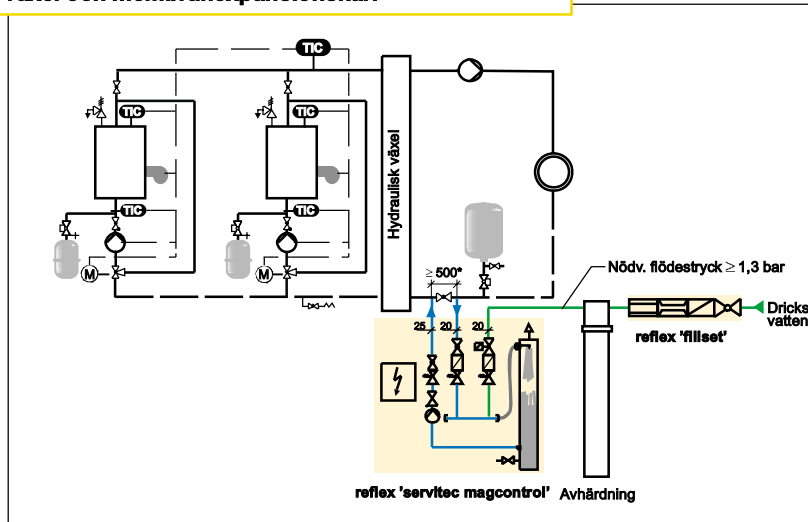 TIC
TIC
TIC
TIC
TIC
M
M
Hydraulisk växel
≥ 500*
25
20
20
Nödv. flödestryck ≥ 1,3 bar
Dricks
vatten
reflex 'fillset'
reflex 'servitec magcontrol'
Avhärdning